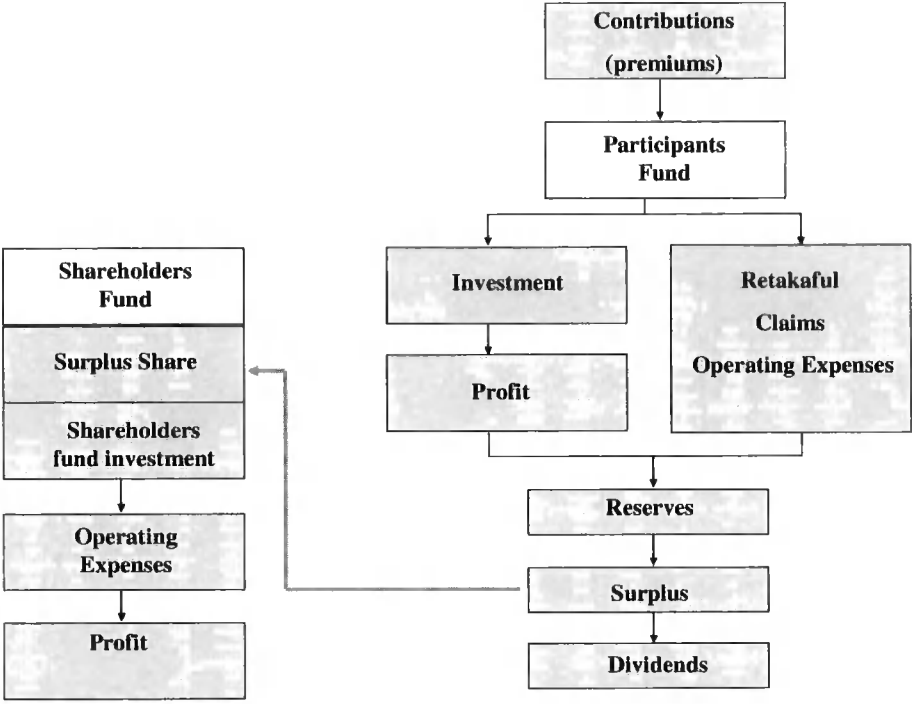 Contributions
(premiums)
Participants
Fund
Investment
Profit
Retakaful
Claims
Operating Expenses
Shareholders
Fund
Surplus Share
Shareholders
fund investment
Operating
Expenses
Profit
Reserves
Surplus
Dividends